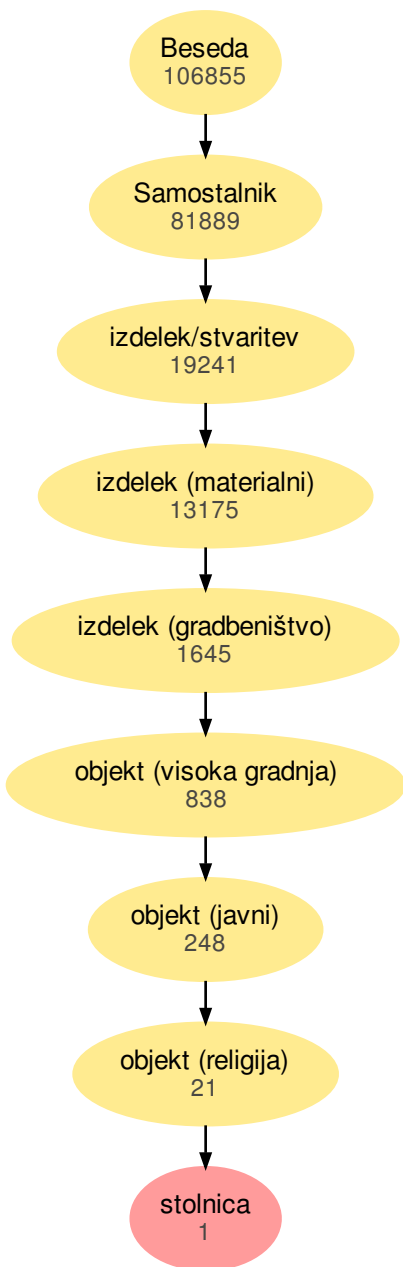 Beseda
106855
Samostalnik
81889
izdelek/stvaritev
19241
izdelek (materialni)
13175
izdelek (gradbeništvo)
1645
objekt (visoka gradnja)
838
objekt (javni)
248
objekt (religija)
21
stolnica
1